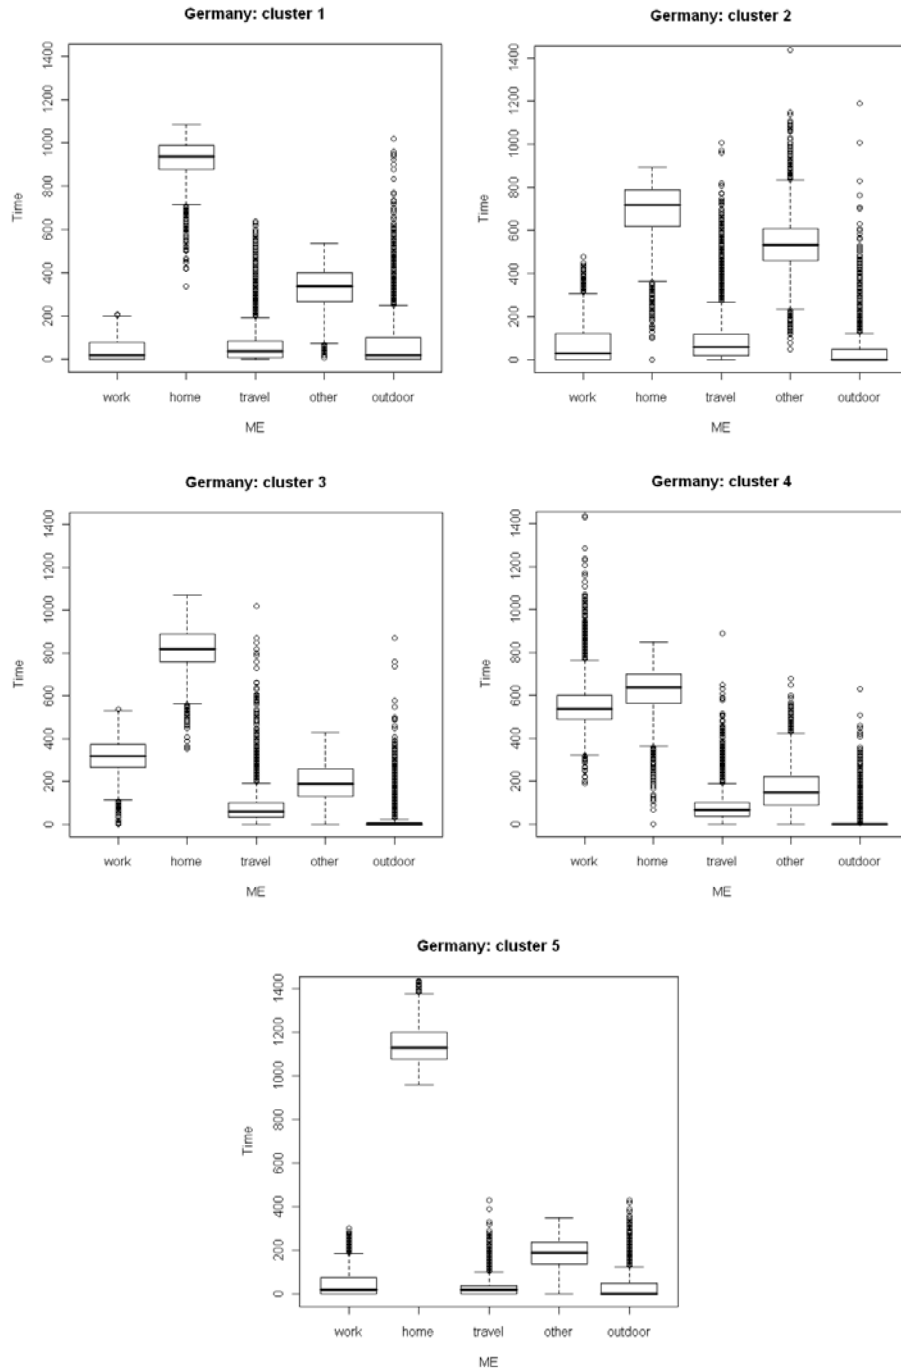 Germany: cluster 1
Time
0 200 400 600 800 1000 1200 1400
work home travel other outdoor
ME
Germany: cluster 2
Time
0 200 400 600 800 1000 1200 1400
work home travel other outdoor
ME
Germany: cluster 3
Time
0 200 400 600 800 1000 1200 1400
work home travel other outdoor
ME
Germany: cluster 4
Time
0 200 400 600 800 1000 1200 1400
work home travel other outdoor
ME
Germany: cluster 5
Time
0 200 400 600 800 1000 1200 1400
work home travel other outdoor
ME